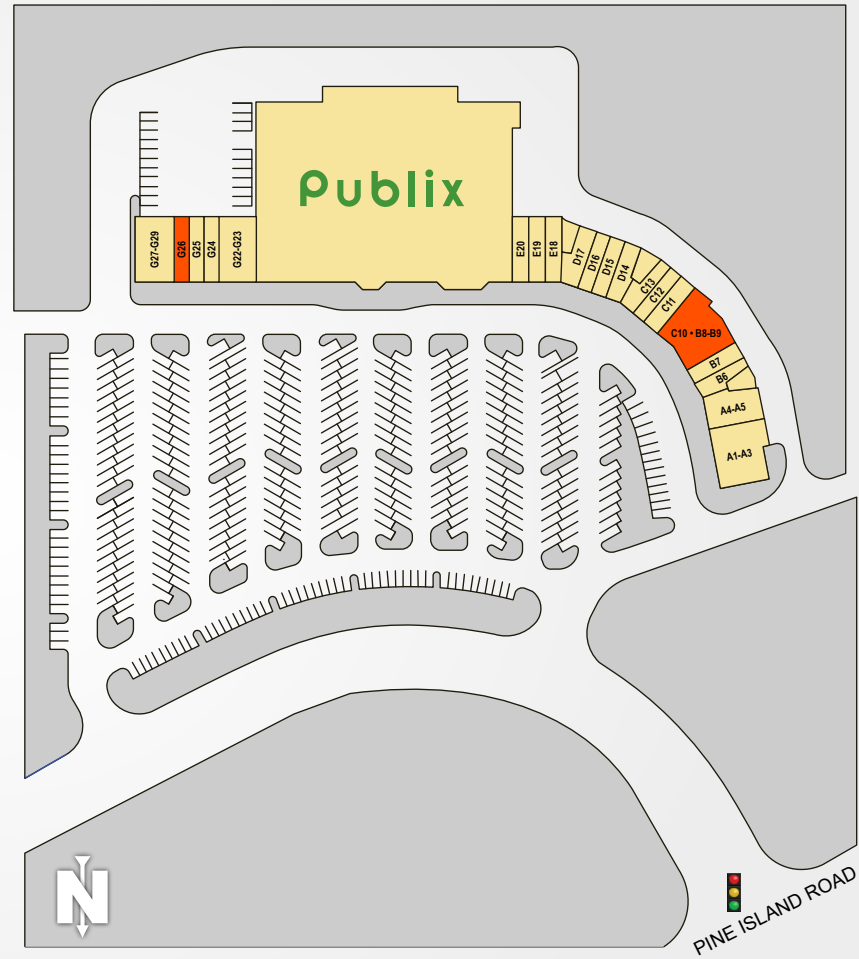 Publix
G27-G29
G26
G25
G24
G22-G23
E20
E19
E18
D17
D16
D15
D14
C13
C12
C11
C10 • B8-B9
B7
B6
A4-A5
A1-A3
N
PINE ISLAND ROAD